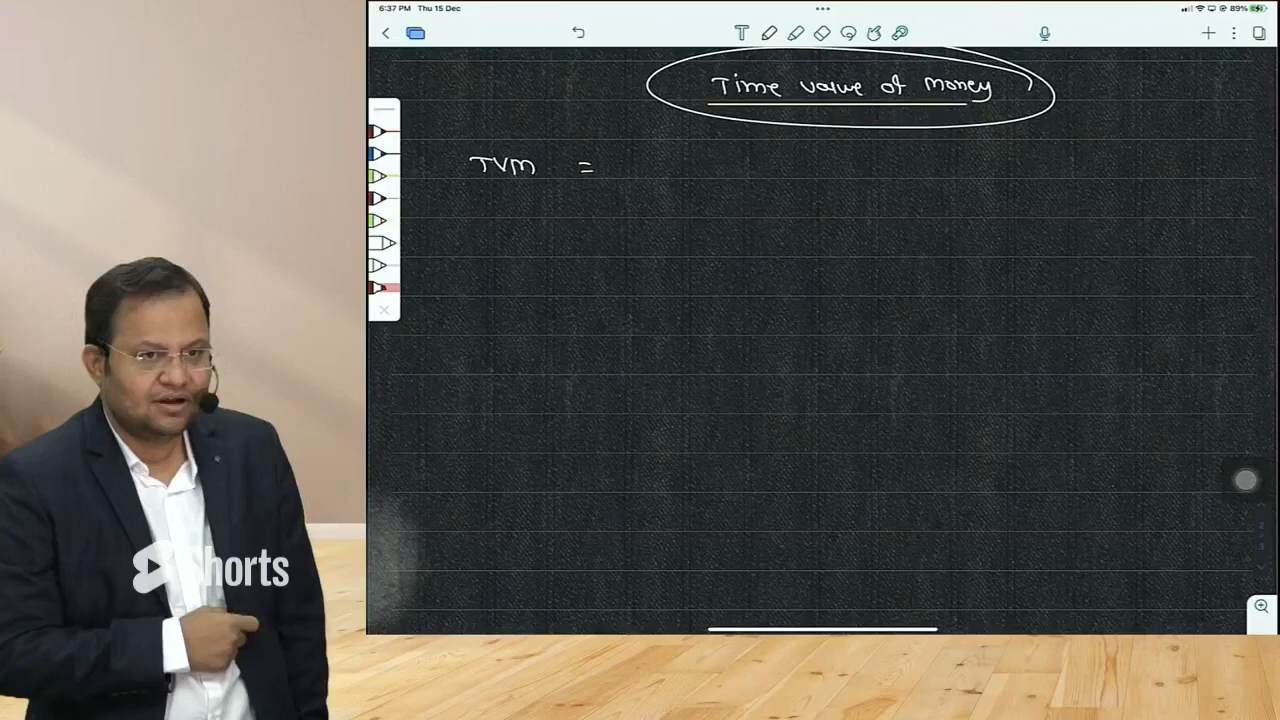 6:37 PM Thu 15 Dec
89%
T
Time value of money
TVM =
Shorts